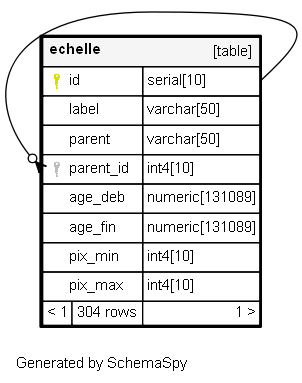 echelle [table]
id serial[10]
label varchar[50]
parent varchar[50]
parent_id int4[10]
age_deb numeric[131089]
age_fin numeric[131089]
pix_min int4[10]
pix_max int4[10]
< 1 304 rows 1 >
Generated by SchemaSpy